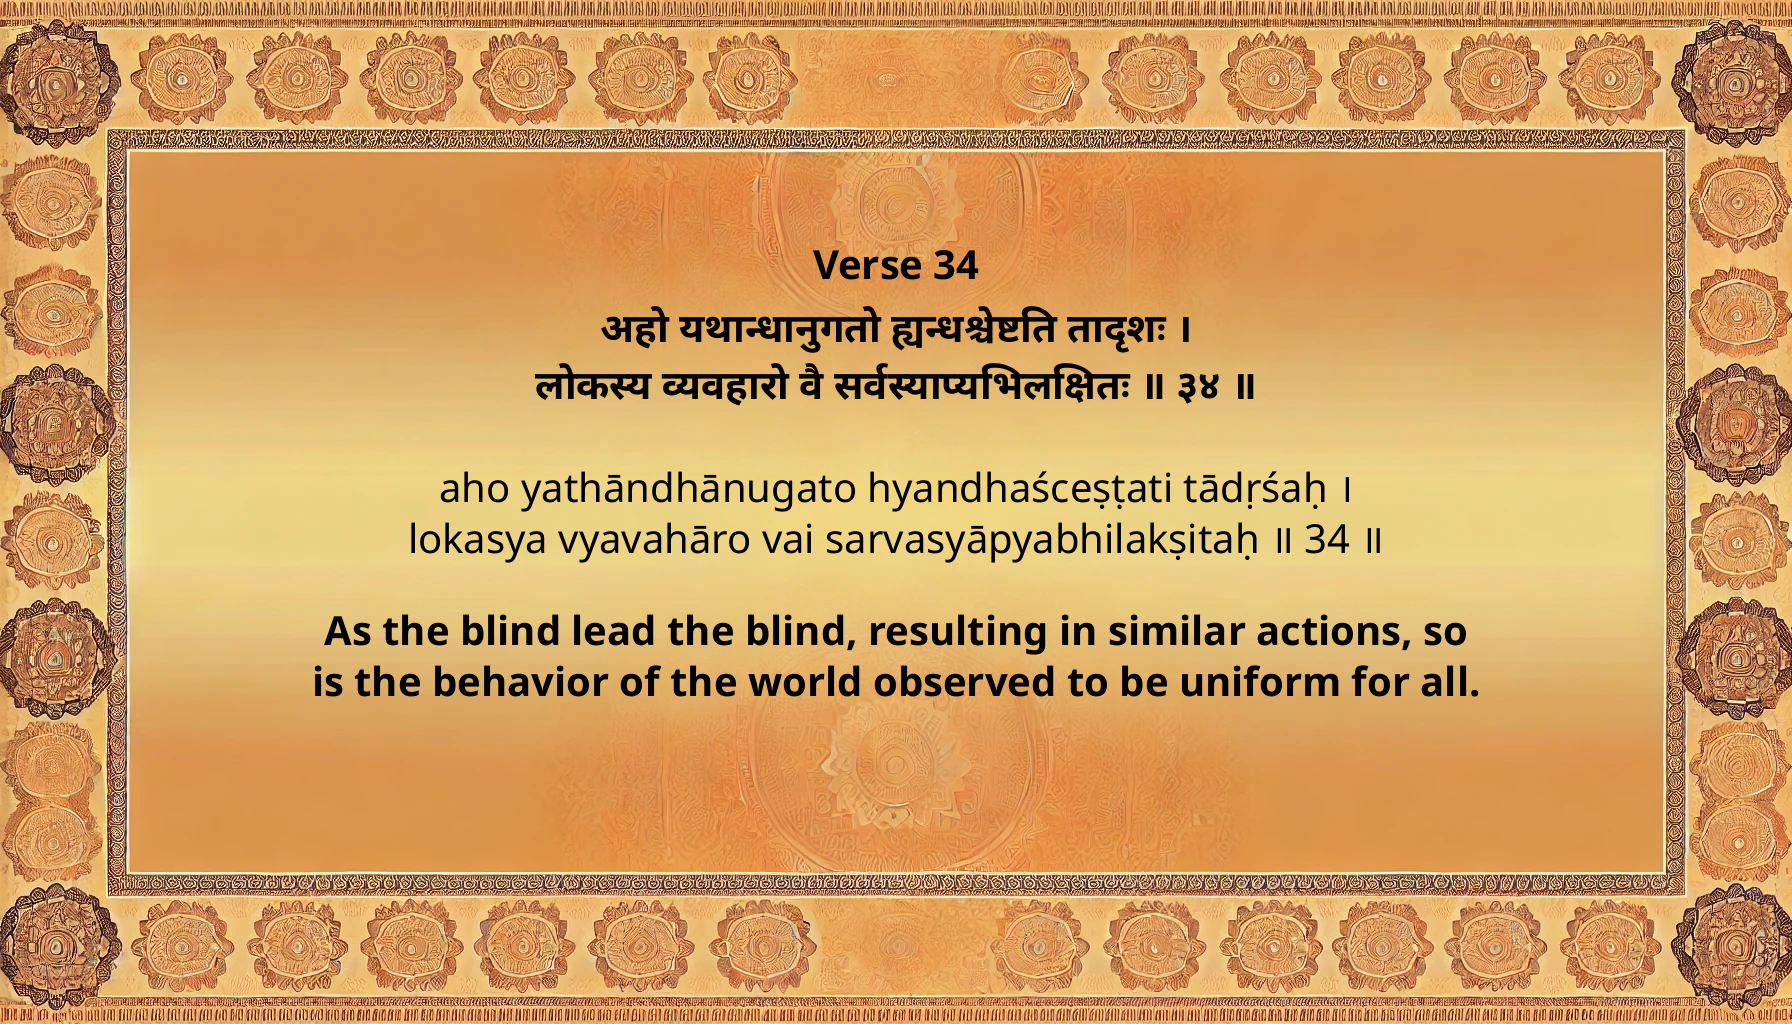 Verse 34
अहो यथान्धानुगतो ह्यन्धश्चेष्टति तादृशः ।
लोकस्य व्यवहारो वै सर्वस्याप्यभिलक्षितः ॥ ३४ ॥
aho yathāndhānugato hyandhaśceṣṭati tādṛśaḥ ।
lokasya vyavahāro vai sarvasyāpyabhilakṣitaḥ ॥ 34 ॥
As the blind lead the blind, resulting in similar actions, so
is the behavior of the world observed to be uniform for all.